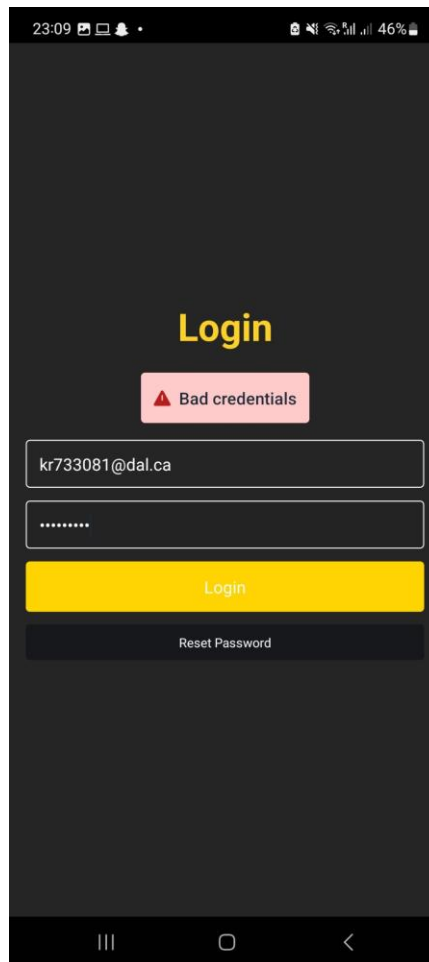 23:09 46%
Login
Bad credentials
kr733081@dal.ca
•••••••••
Login
Reset Password